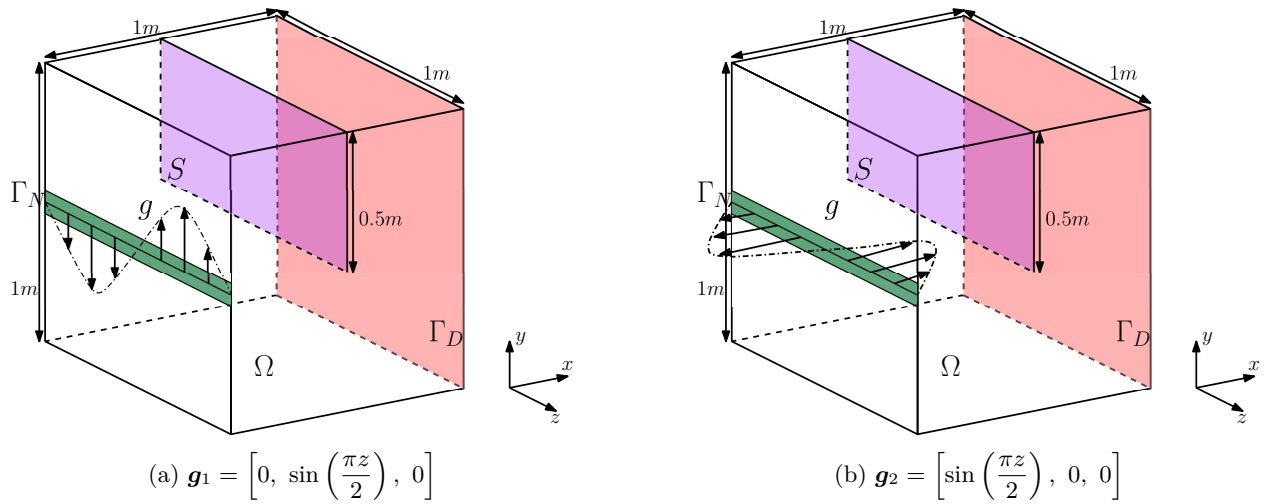 1m
1m
S
Γ_N
g
0.5m
1m
Γ_D
Ω
y
x
z
(a) g₁ = [0, sin(πz/2), 0]
1m
1m
S
Γ_N
g
0.5m
1m
Γ_D
Ω
y
x
z
(b) g₂ = [sin(πz/2), 0, 0]